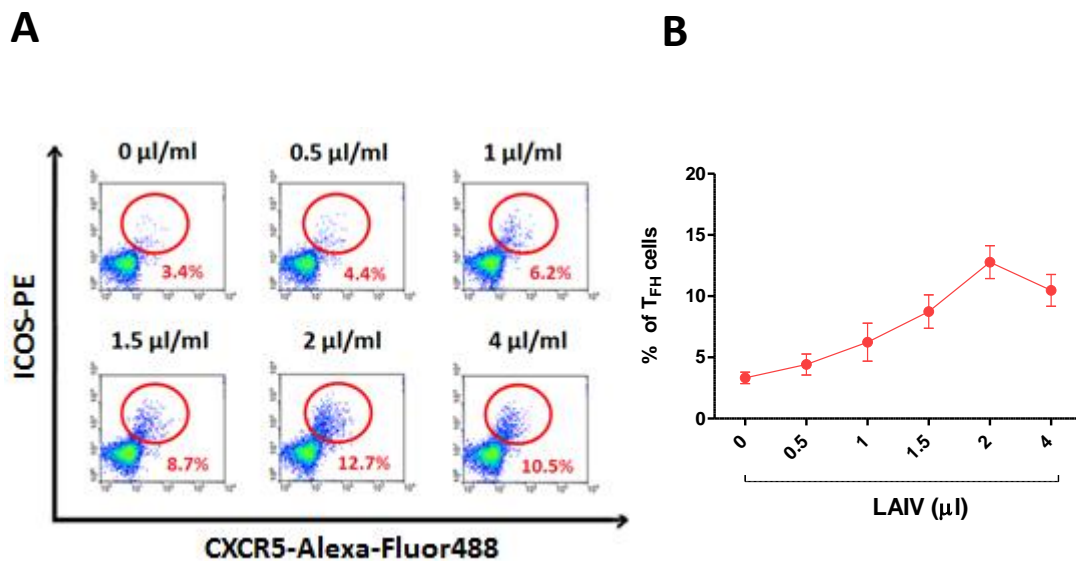 A
B
0 µl/ml 0.5 µl/ml 1 µl/ml
3.4% 4.4% 6.2%
1.5 µl/ml 2 µl/ml 4 µl/ml
8.7% 12.7% 10.5%
ICOS-PE
CXCR5-Alexa-Fluor488
% of TFH cells
20
15
10
5
0
0 0.5 1 1.5 2 4
LAIV (µl)